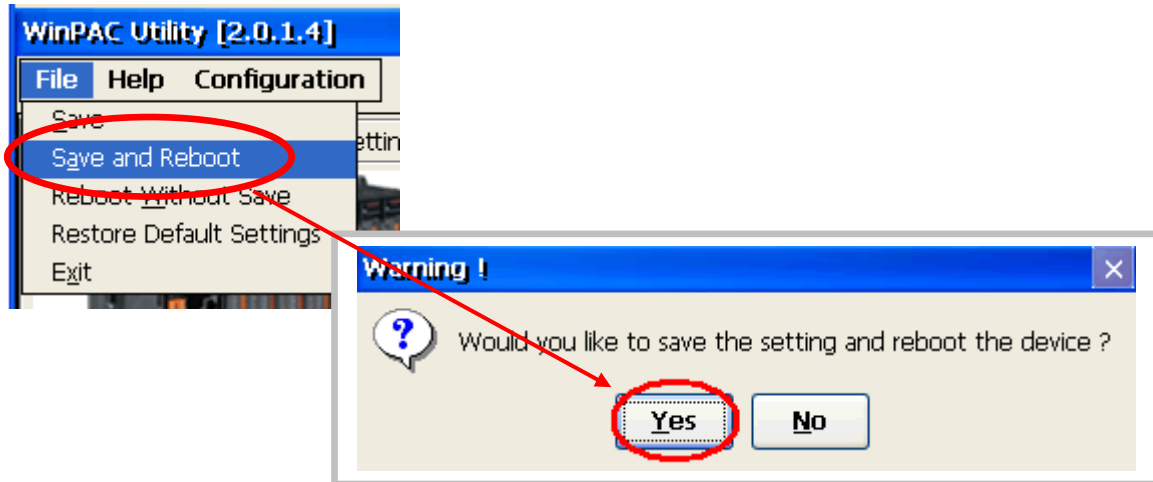 WinPAC Utility [2.0.1.4]
File Help Configuration
Save
Save and Reboot
ettin
Reboot Without Save
Restore Default Settings
Exit
Warning !
Would you like to save the setting and reboot the device ?
Yes No